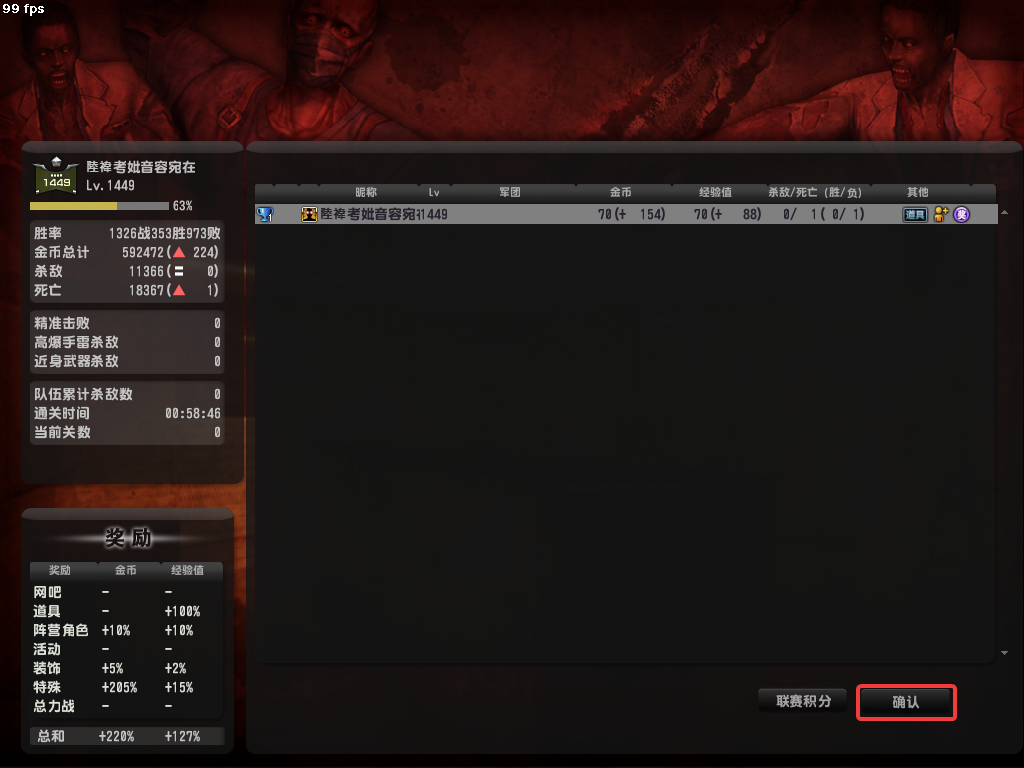 99 fps
1449
陸褘考妣音容宛在
Lv. 1449
63%
胜率 1326战353胜973败
金币总计 592472(▲ 224)
杀敌 11366(= 0)
死亡 18367(▲ 1)
精准击败 0
高爆手雷杀敌 0
近身武器杀敌 0
队伍累计杀敌数 0
通关时间 00:58:46
当前关数 0
奖励
奖励 金币 经验值
网吧 - -
道具 - +100%
阵营角色 +10% +10%
活动 - -
装饰 +5% +2%
特殊 +205% +15%
总力战 - -
总和 +220% +127%
昵称 Lv 军团 金币 经验值 杀敌/死亡 (胜/负) 其他
1 陸褘考妣音容宛 1449 70(+ 154) 70(+ 88) 0/ 1( 0/ 1) 道具 奖
联赛积分 确认